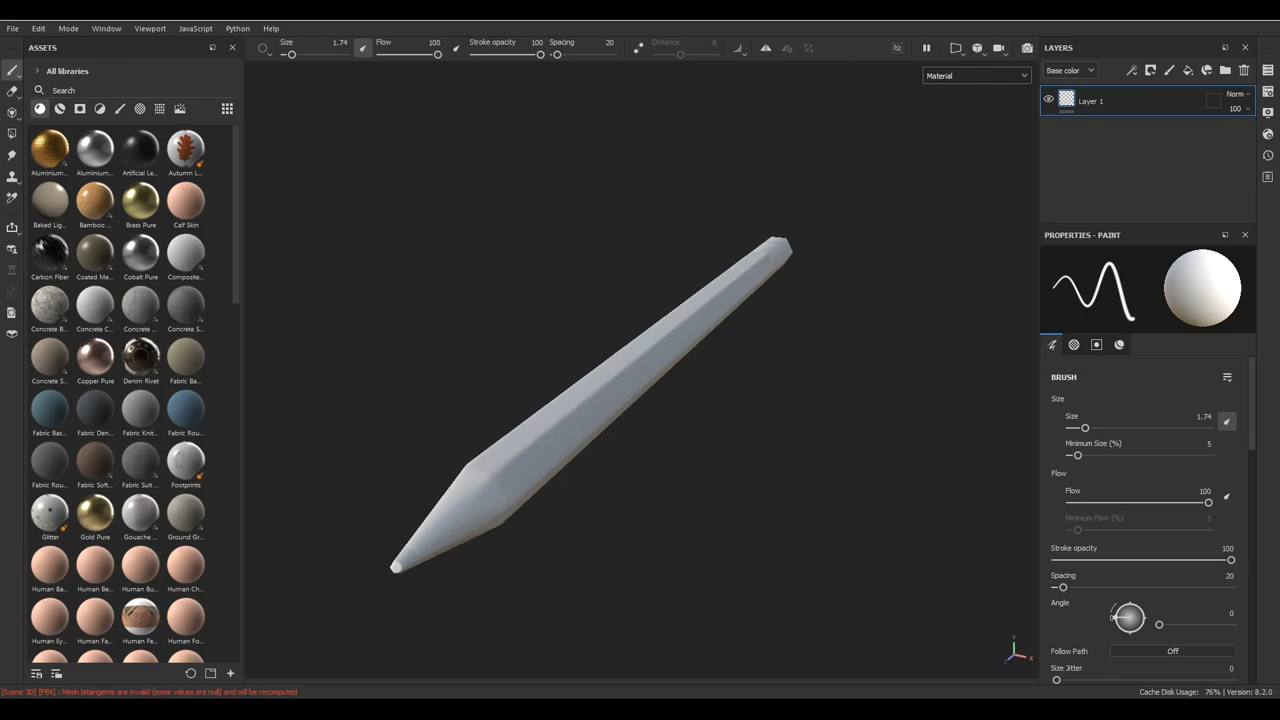 File Edit Mode Window Viewport JavaScript Python Help
ASSETS
All libraries
Search
Aluminium... Aluminium... Artificial Le... Autumn L...
Baked Lig... Bamboo ... Brass Pure Calf Skin
Carbon Fiber Coated Me... Cobalt Pure Composite...
Concrete B... Concrete C... Concrete ... Concrete S...
Concrete S... Copper Pure Denim Rivet Fabric Ba...
Fabric Bas... Fabric Den... Fabric Knit... Fabric Rou...
Fabric Rou... Fabric Soft... Fabric Suit ... Footprints
Glitter Gold Pure Gouache ... Ground Gr...
Human Ba... Human Be... Human Bu... Human Ch...
Human Ey... Human Fa... Human Fe... Human Fo...
Size 1.74 Flow 100 Stroke opacity 100 Spacing 20 Distance 8
Material
Y
X
Z
LAYERS
Base color
Layer 1
Norm
100
PROPERTIES - PAINT
BRUSH
Size
Size 1.74
Minimum Size (%) 5
Flow
Flow 100
Minimum Flow (%) 5
Stroke opacity 100
Spacing 20
Angle 0
Follow Path Off
Size Jitter 0
[Scene 3D] [FBX] : Mesh bitangents are invalid (some values are null) and will be recomputed
Cache Disk Usage: 76% | Version: 8.2.0